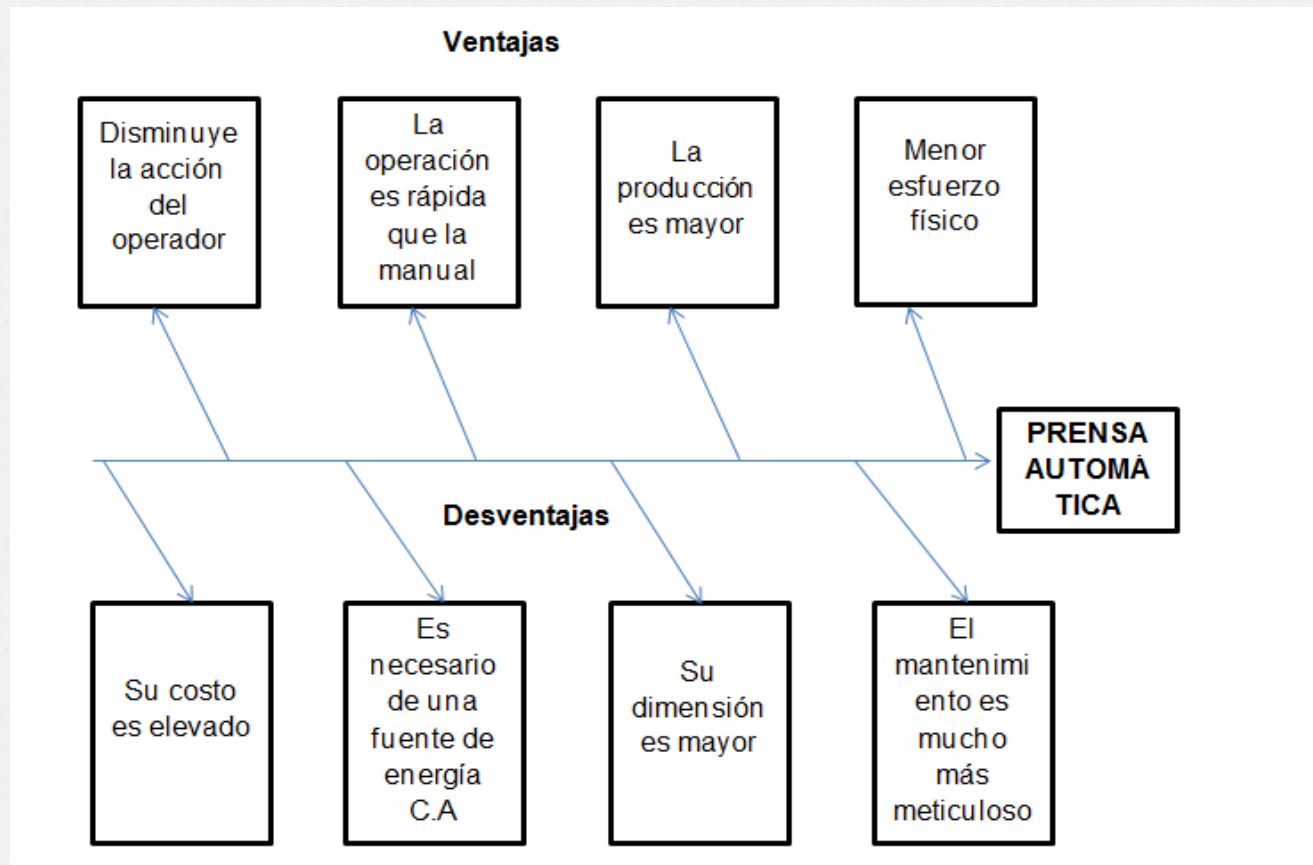 Ventajas
Disminuye
la acción
del
operador
La
operación
es rápida
que la
manual
La
producción
es mayor
Menor
esfuerzo
físico
PRENSA
AUTOMÁ
TICA
Desventajas
Su costo
es elevado
Es
necesario
de una
fuente de
energía
C.A
Su
dimensión
es mayor
El
mantenimi
ento es
mucho
más
meticuloso